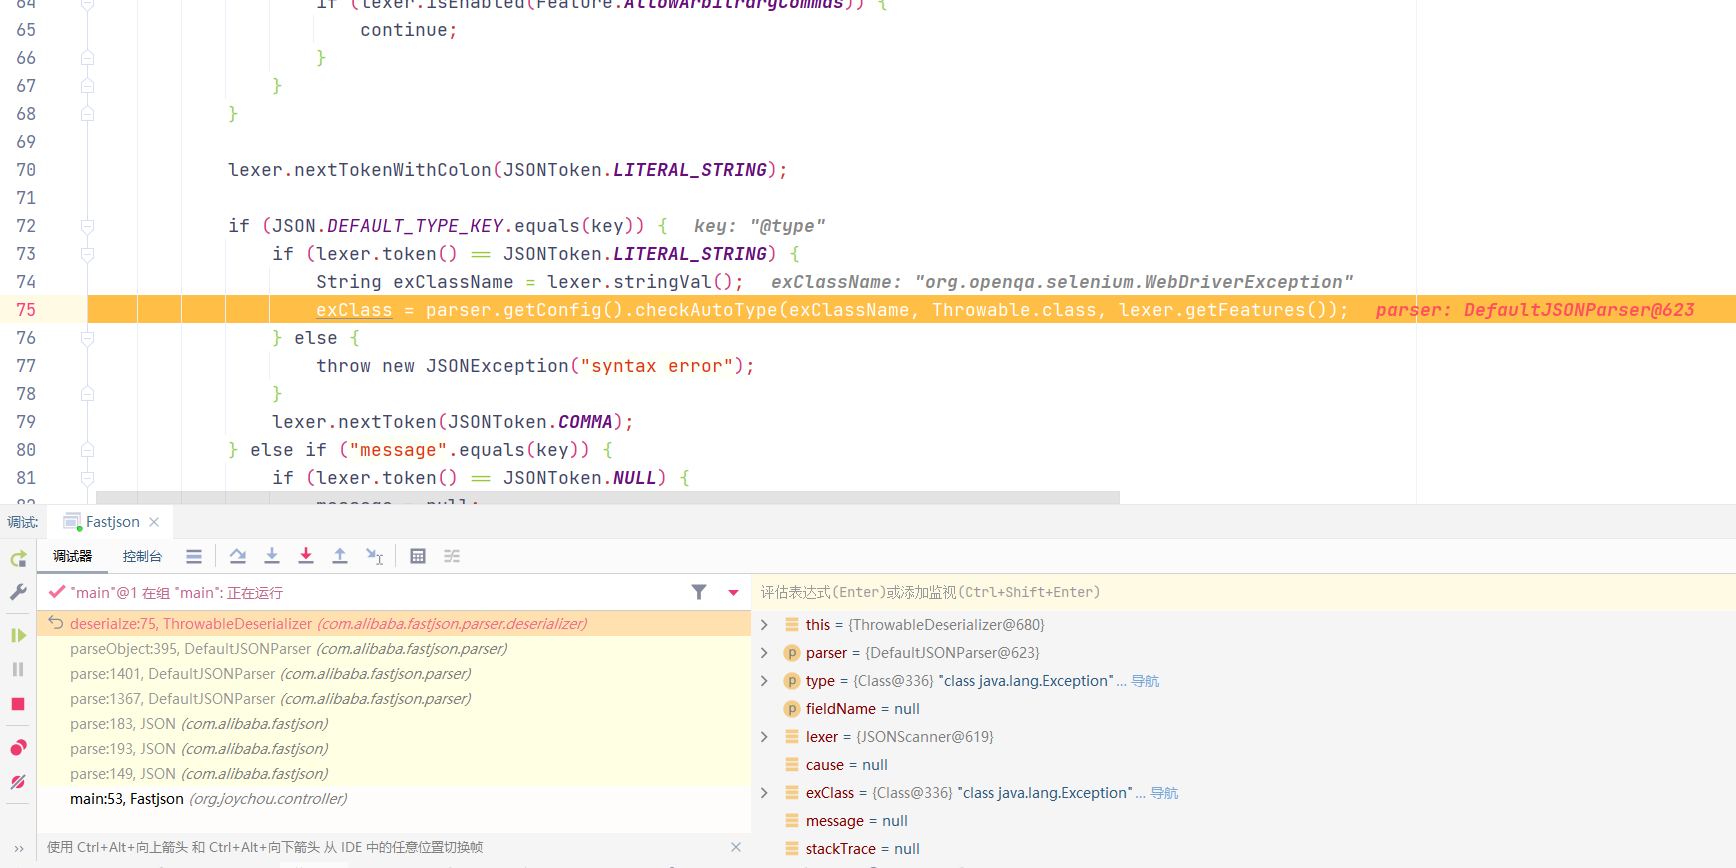 64 if (lexer.isEnabled(Feature.AllowArbitraryCommas)) {
65 continue;
66 }
67 }
68 }
69
70 lexer.nextTokenWithColon(JSONToken.LITERAL_STRING);
71
72 if (JSON.DEFAULT_TYPE_KEY.equals(key)) { key: "@type"
73 if (lexer.token() == JSONToken.LITERAL_STRING) {
74 String exClassName = lexer.stringVal(); exClassName: "org.openqa.selenium.WebDriverException"
75 exClass = parser.getConfig().checkAutoType(exClassName, Throwable.class, lexer.getFeatures()); parser: DefaultJSONParser@623
76 } else {
77 throw new JSONException("syntax error");
78 }
79 lexer.nextToken(JSONToken.COMMA);
80 } else if ("message".equals(key)) {
81 if (lexer.token() == JSONToken.NULL) {
82 message = null;
调试: Fastjson
调试器 控制台
"main"@1 在组 "main": 正在运行
deserialze:75, ThrowableDeserializer (com.alibaba.fastjson.parser.deserializer)
parseObject:395, DefaultJSONParser (com.alibaba.fastjson.parser)
parse:1401, DefaultJSONParser (com.alibaba.fastjson.parser)
parse:1367, DefaultJSONParser (com.alibaba.fastjson.parser)
parse:183, JSON (com.alibaba.fastjson)
parse:193, JSON (com.alibaba.fastjson)
parse:149, JSON (com.alibaba.fastjson)
main:53, Fastjson (org.joychou.controller)
使用 Ctrl+Alt+向上箭头 和 Ctrl+Alt+向下箭头 从 IDE 中的任意位置切换帧
评估表达式(Enter)或添加监视(Ctrl+Shift+Enter)
this = {ThrowableDeserializer@680}
p parser = {DefaultJSONParser@623}
p type = {Class@336} "class java.lang.Exception"... 导航
p fieldName = null
lexer = {JSONScanner@619}
cause = null
exClass = {Class@336} "class java.lang.Exception"... 导航
message = null
stackTrace = null